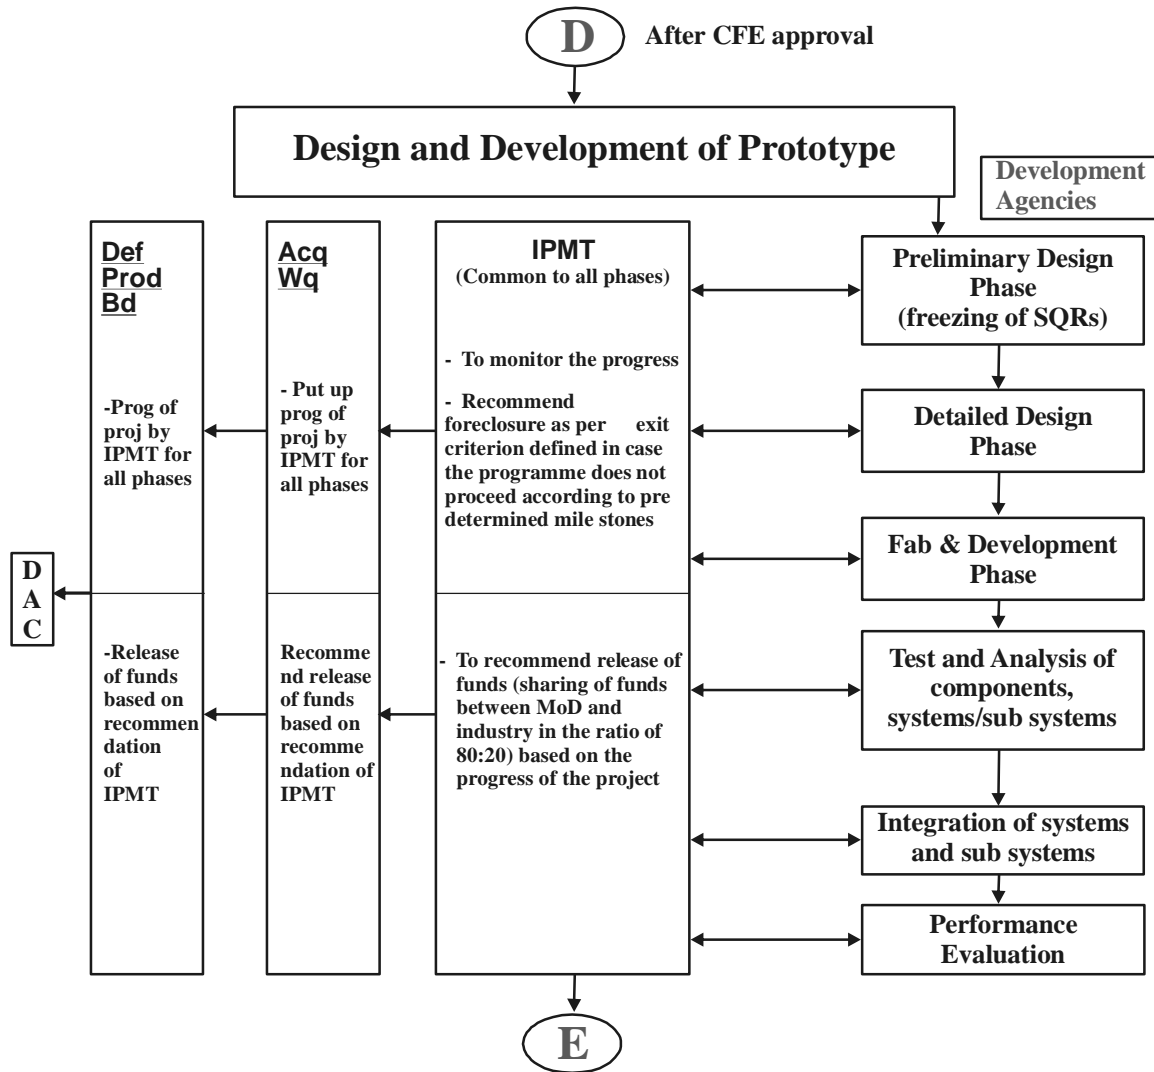 D
After CFE approval
Design and Development of Prototype
Development
Agencies
Def
Prod
Bd
-Prog of
proj by
IPMT for
all phases
-Release
of funds
based on
recommen
dation
of
IPMT
Acq
Wq
- Put up
prog of
proj by
IPMT for
all phases
Recomme
nd release
of funds
based on
recomme
ndation of
IPMT
IPMT
(Common to all phases)
- To monitor the progress
- Recommend
foreclosure as per exit
criterion defined in case
the programme does not
proceed according to pre
determined mile stones
- To recommend release of
funds (sharing of funds
between MoD and
industry in the ratio of
80:20) based on the
progress of the project
Preliminary Design
Phase
(freezing of SQRs)
Detailed Design
Phase
Fab & Development
Phase
Test and Analysis of
components,
systems/sub systems
Integration of systems
and sub systems
Performance
Evaluation
D
A
C
E